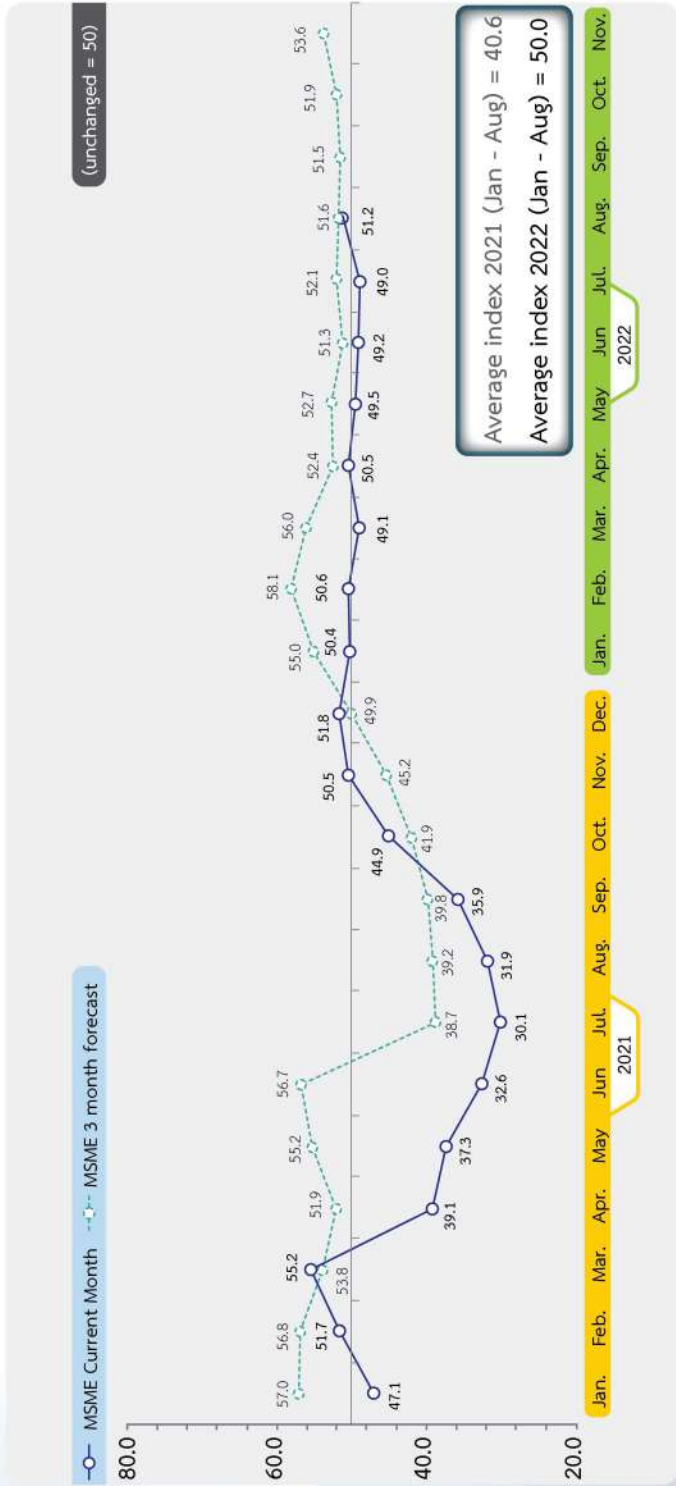 MSME Current Month MSME 3 month forecast
(unchanged = 50)
80.0
60.0
40.0
20.0
57.0 56.8 53.8 51.9 55.2 56.7 38.7 39.2 39.8 41.9 45.2 49.9 55.0 58.1 56.0 52.4 52.7 51.3 52.1 51.6 51.5 51.9 53.6
47.1 51.7 55.2 39.1 37.3 32.6 30.1 31.9 35.9 44.9 50.5 51.8 50.4 50.6 49.1 50.5 49.5 49.2 49.0 51.2
Average index 2021 (Jan - Aug) = 40.6
Average index 2022 (Jan - Aug) = 50.0
Jan. Feb. Mar. Apr. May Jun Jul. Aug. Sep. Oct. Nov. Dec. Jan. Feb. Mar. Apr. May Jun Jul. Aug. Sep. Oct. Nov.
2021 2022